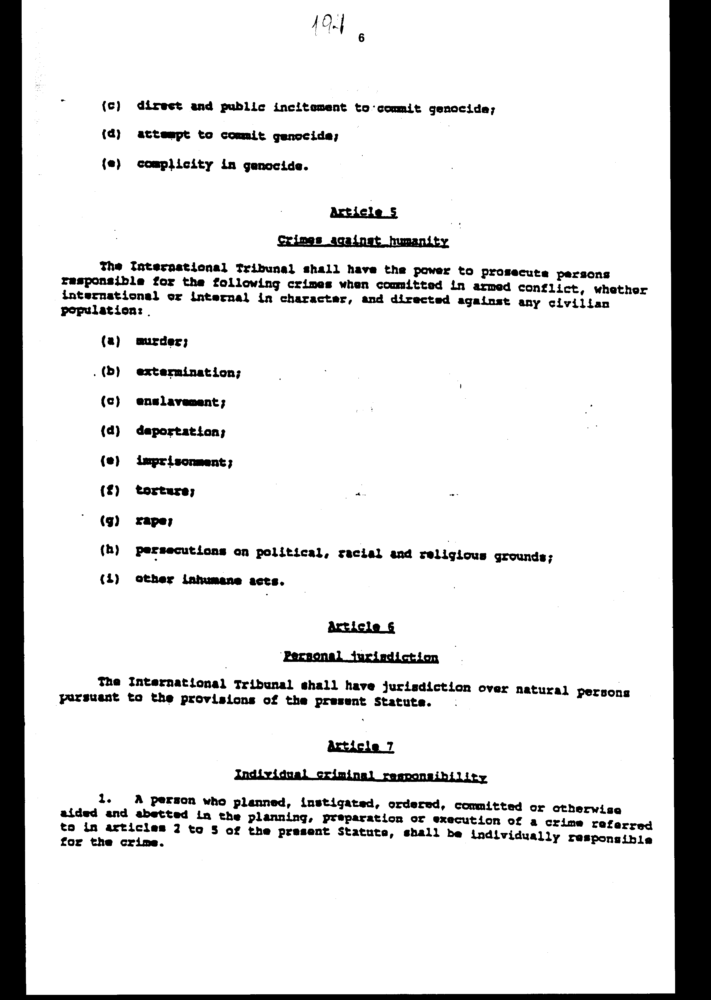 6
(c) direct and public incitement to commit genocide;
(d) attempt to commit genocide;
(e) complicity in genocide.
Article 5
Crimes against humanity
The International Tribunal shall have the power to prosecute persons
responsible for the following crimes when committed in armed conflict, whether
international or internal in character, and directed against any civilian
population:
(a) murder;
(b) extermination;
(c) enslavement;
(d) deportation;
(e) imprisonment;
(f) torture;
(g) rape;
(h) persecutions on political, racial and religious grounds;
(i) other inhumane acts.
Article 6
Personal jurisdiction
The International Tribunal shall have jurisdiction over natural persons
pursuant to the provisions of the present Statute.
Article 7
Individual criminal responsibility
1. A person who planned, instigated, ordered, committed or otherwise
aided and abetted in the planning, preparation or execution of a crime referred
to in articles 2 to 5 of the present Statute, shall be individually responsible
for the crime.